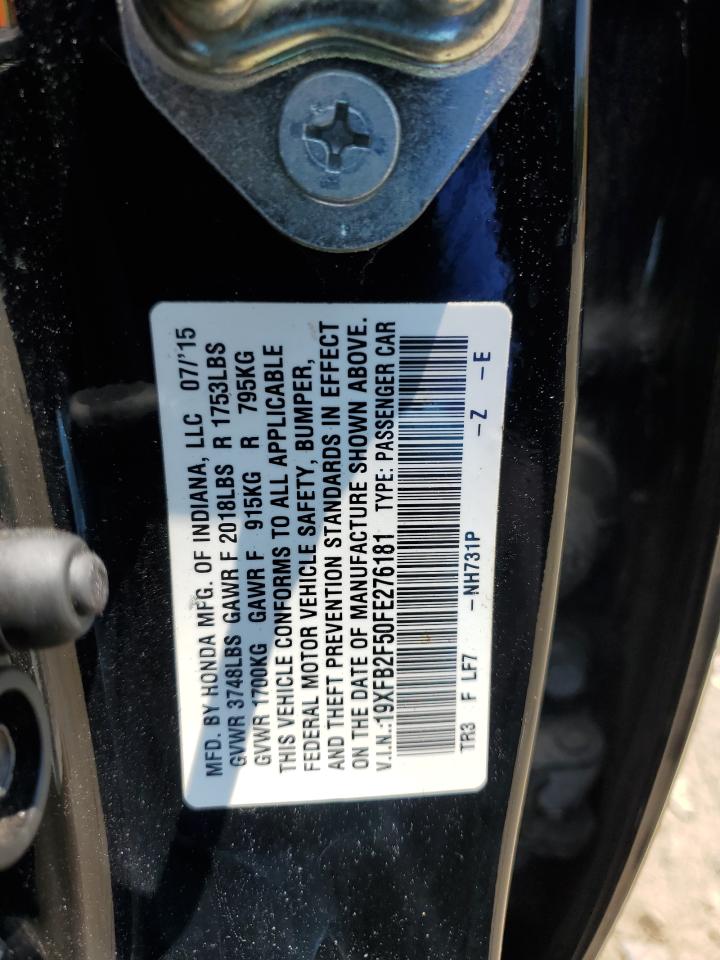 MFD. BY HONDA MFG. OF INDIANA, LLC 07/'15
GVWR 3748LBS GAWR F 2018LBS R 1753LBS
GVWR 1700KG GAWR F 915KG R 795KG
THIS VEHICLE CONFORMS TO ALL APPLICABLE
FEDERAL MOTOR VEHICLE SAFETY, BUMPER,
AND THEFT PREVENTION STANDARDS IN EFFECT
ON THE DATE OF MANUFACTURE SHOWN ABOVE.
V.I.N.:19XFB2F50FE276181 TYPE: PASSENGER CAR
TR3 F LF7 -NH731P -Z -E